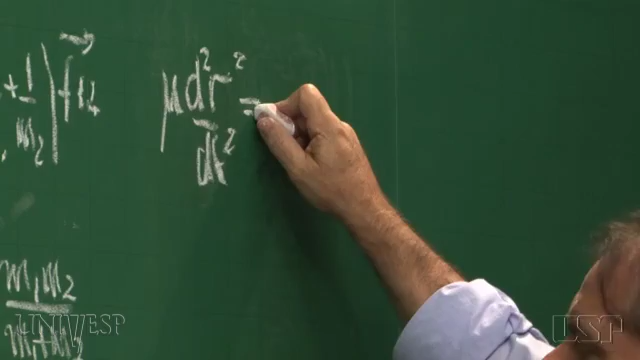 + 1/m₂) f₁₂
μ d²r²/dt² =
m₁m₂/m₁+m₂
UNIVESP
USP